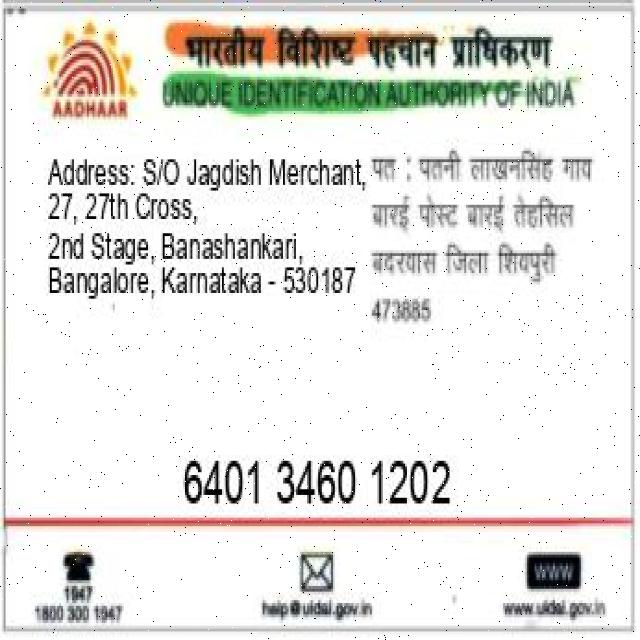 भारतीय विशिष्ट पहचान प्राधिकरण
AADHAAR
UNIQUE IDENTIFICATION AUTHORITY OF INDIA
Address: S/O Jagdish Merchant,
27, 27th Cross,
2nd Stage, Banashankari,
Bangalore, Karnataka - 530187
पता : पतनी लाखनसिंह गाव
बारई पोस्ट बारई तेहसिल
बदरवास जिला शिवपुरी
473885
6401 3460 1202
1947
1800 300 1947
help@uidai.gov.in
WWW
www.uidai.gov.in